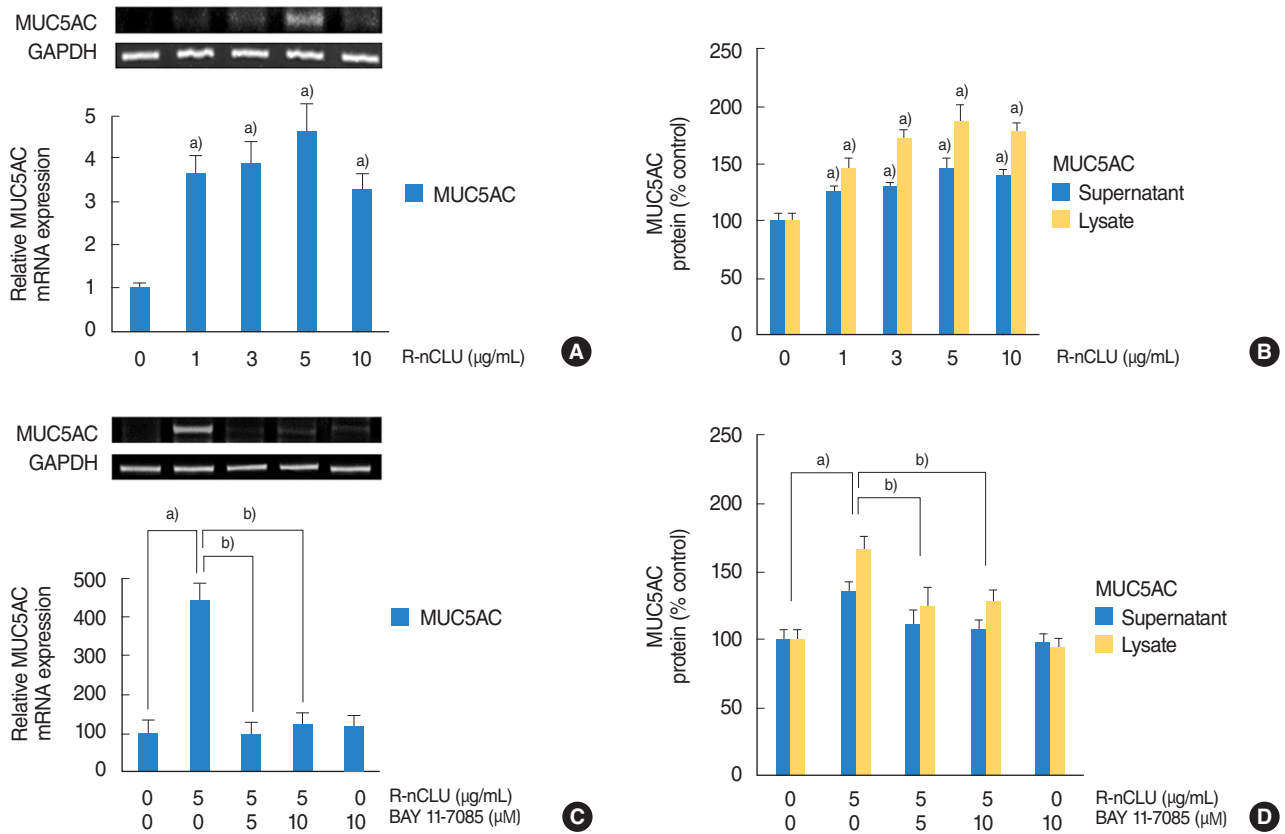 MUC5AC
GAPDH
Relative MUC5AC
mRNA expression
5
4
3
2
1
0
a)
a)
a)
a)
MUC5AC
0 1 3 5 10 R-nCLU (µg/mL)
A
MUC5AC
protein (% control)
250
200
150
100
50
0
a)
a)
a)
a)
a)
a)
a)
a)
MUC5AC
Supernatant
Lysate
0 1 3 5 10 R-nCLU (µg/mL)
B
MUC5AC
GAPDH
Relative MUC5AC
mRNA expression
500
400
300
200
100
0
a)
b)
b)
MUC5AC
0 5 5 5 0 R-nCLU (µg/mL)
0 0 5 10 10 BAY 11-7085 (µM)
C
MUC5AC
protein (% control)
250
200
150
100
50
0
a)
b)
b)
MUC5AC
Supernatant
Lysate
0 5 5 5 0 R-nCLU (µg/mL)
0 0 5 10 10 BAY 11-7085 (µM)
D